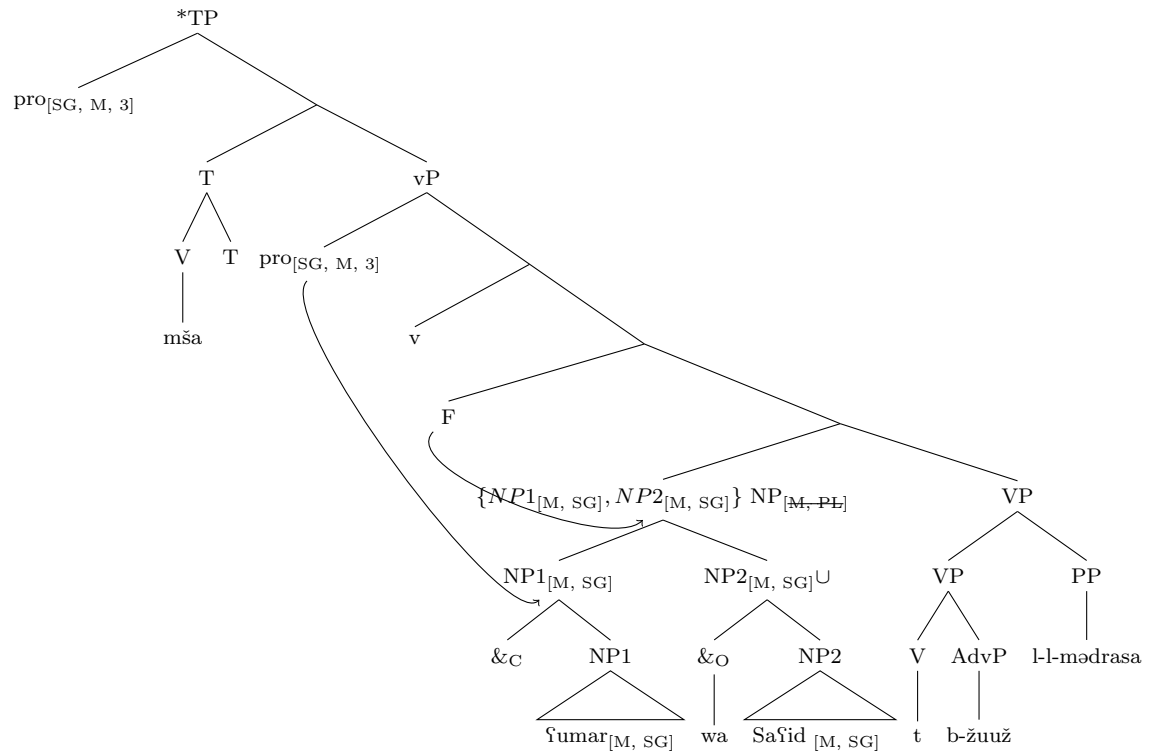 *TP
pro[SG, M, 3]
T vP
V T pro[SG, M, 3]
mša v
F
{NP1[M, SG], NP2[M, SG]} NP[M, PL] VP
NP1[M, SG] NP2[M, SG]∪ VP PP
&C NP1 &O NP2 V AdvP l-l-mədrasa
ʕumar[M, SG] wa Saʕid [M, SG] t b-žuuž